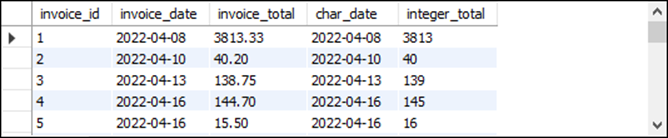 invoice_id invoice_date invoice_total char_date integer_total
1 2022-04-08 3813.33 2022-04-08 3813
2 2022-04-10 40.20 2022-04-10 40
3 2022-04-13 138.75 2022-04-13 139
4 2022-04-16 144.70 2022-04-16 145
5 2022-04-16 15.50 2022-04-16 16